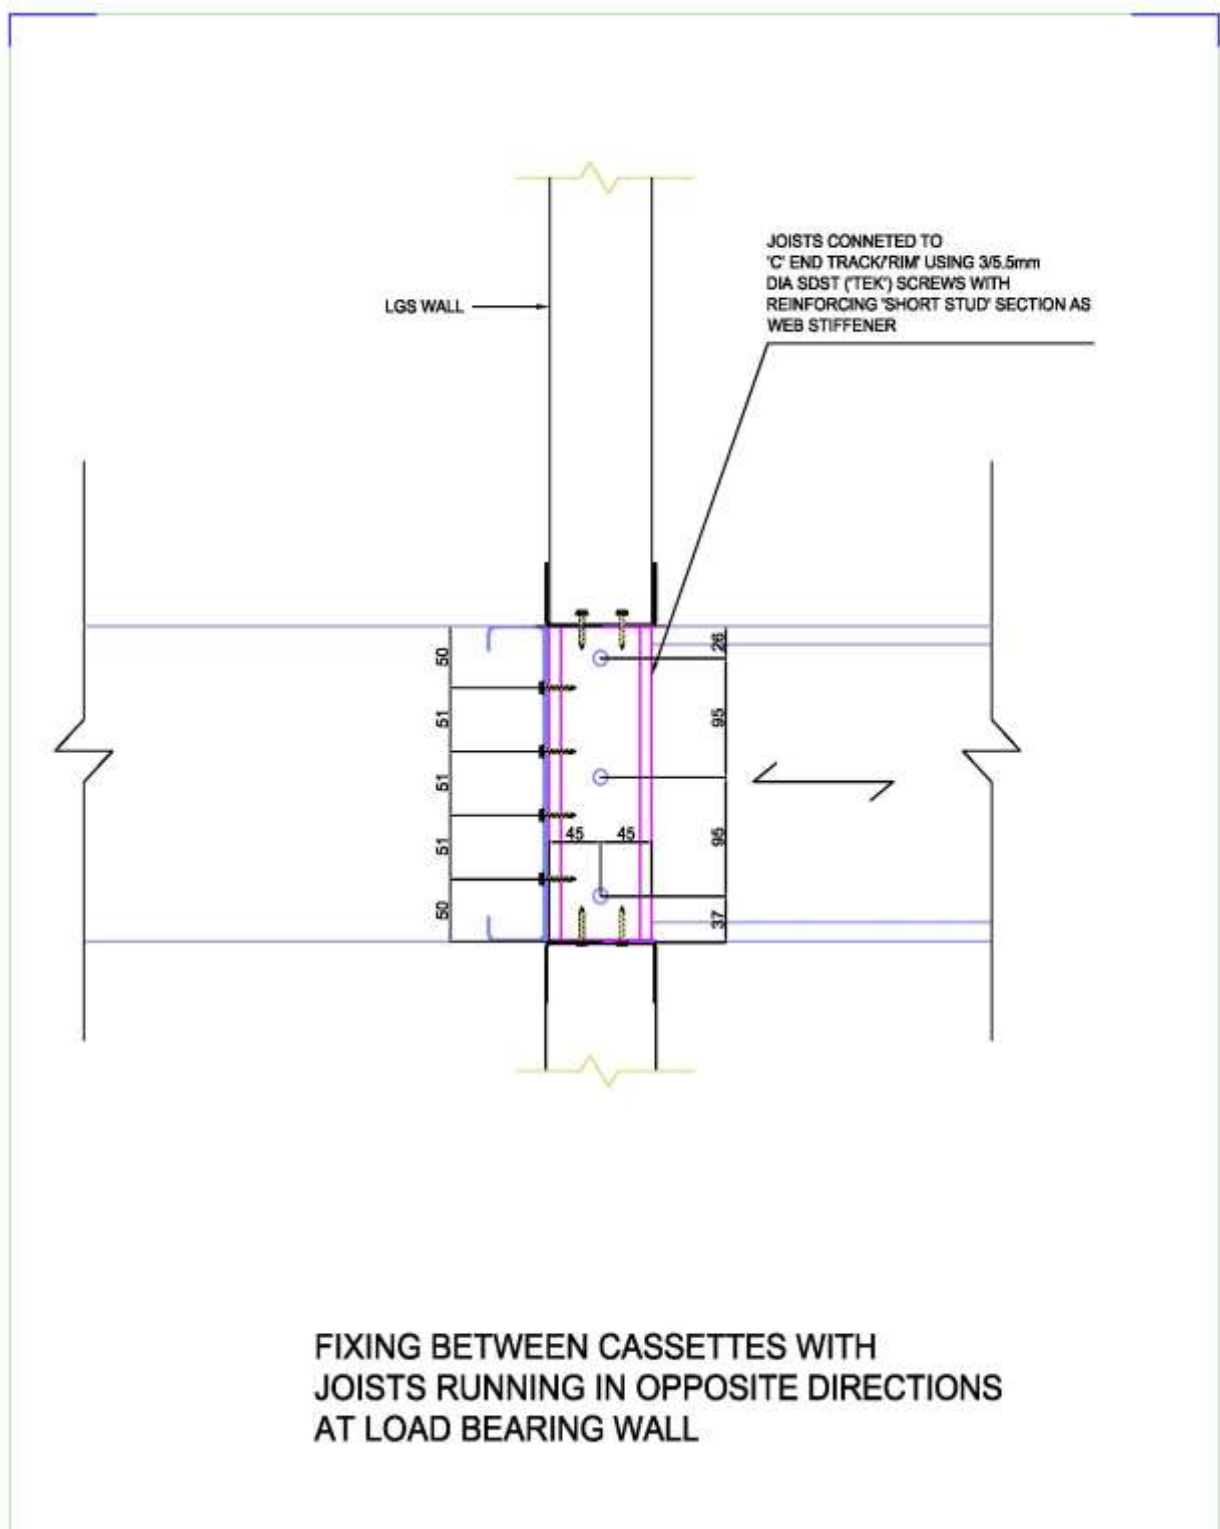 JOISTS CONNETED TO
'C' END TRACK/'RIM' USING 3/5.5mm
DIA SDST ('TEK') SCREWS WITH
REINFORCING 'SHORT STUD' SECTION AS
WEB STIFFENER
LGS WALL
50
51
51
51
50
26
95
95
37
45 45
FIXING BETWEEN CASSETTES WITH
JOISTS RUNNING IN OPPOSITE DIRECTIONS
AT LOAD BEARING WALL